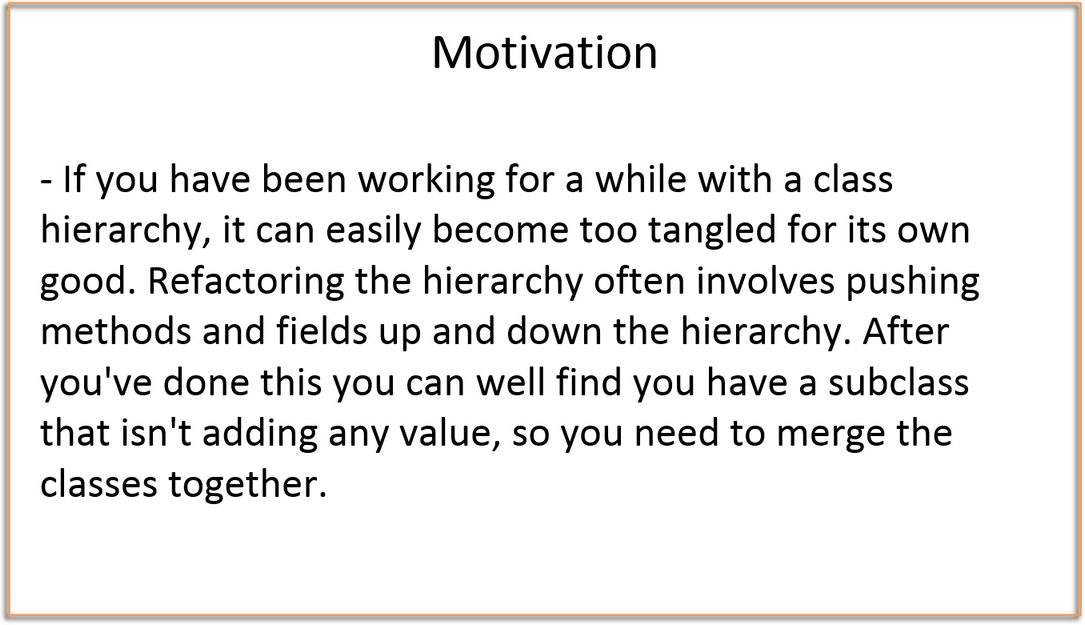 Motivation
- If you have been working for a while with a class
hierarchy, it can easily become too tangled for its own
good. Refactoring the hierarchy often involves pushing
methods and fields up and down the hierarchy. After
you've done this you can well find you have a subclass
that isn't adding any value, so you need to merge the
classes together.